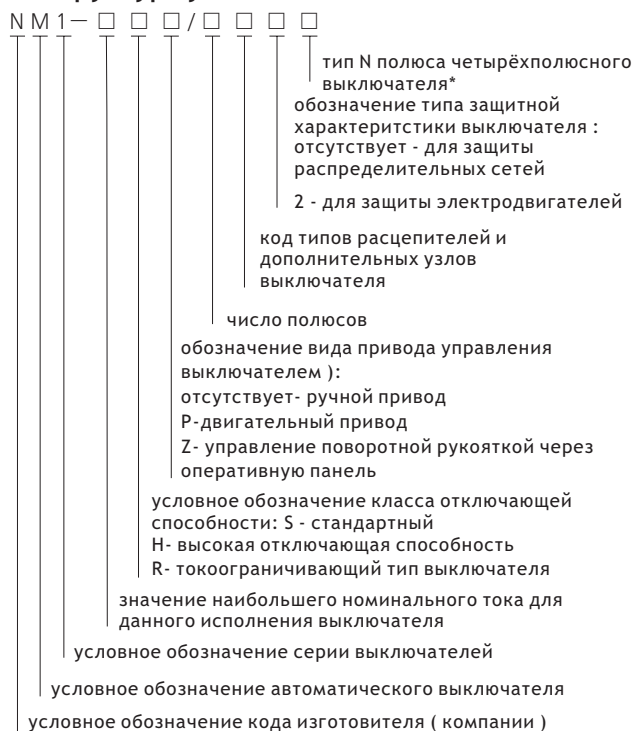 N M 1 — □ □ □ / □ □ □ □
тип N полюса четырёхполюсного
выключателя*
обозначение типа защитной
характеритстики выключателя :
отсутствует - для защиты
распределительных сетей
2 - для защиты электродвигателей
код типов расцепителей и
дополнительных узлов
выключателя
число полюсов
обозначение вида привода управления
выключателем ):
отсутствует- ручной привод
P-двигательный привод
Z- управление поворотной рукояткой через
оперативную панель
условное обозначение класса отключающей
способности: S - стандартный
H- высокая отключающая способность
R- токоограничивающий тип выключателя
значение наибольшего номинального тока для
данного исполнения выключателя
условное обозначение серии выключателей
условное обозначение автоматического выключателя
условное обозначение кода изготовителя ( компании )